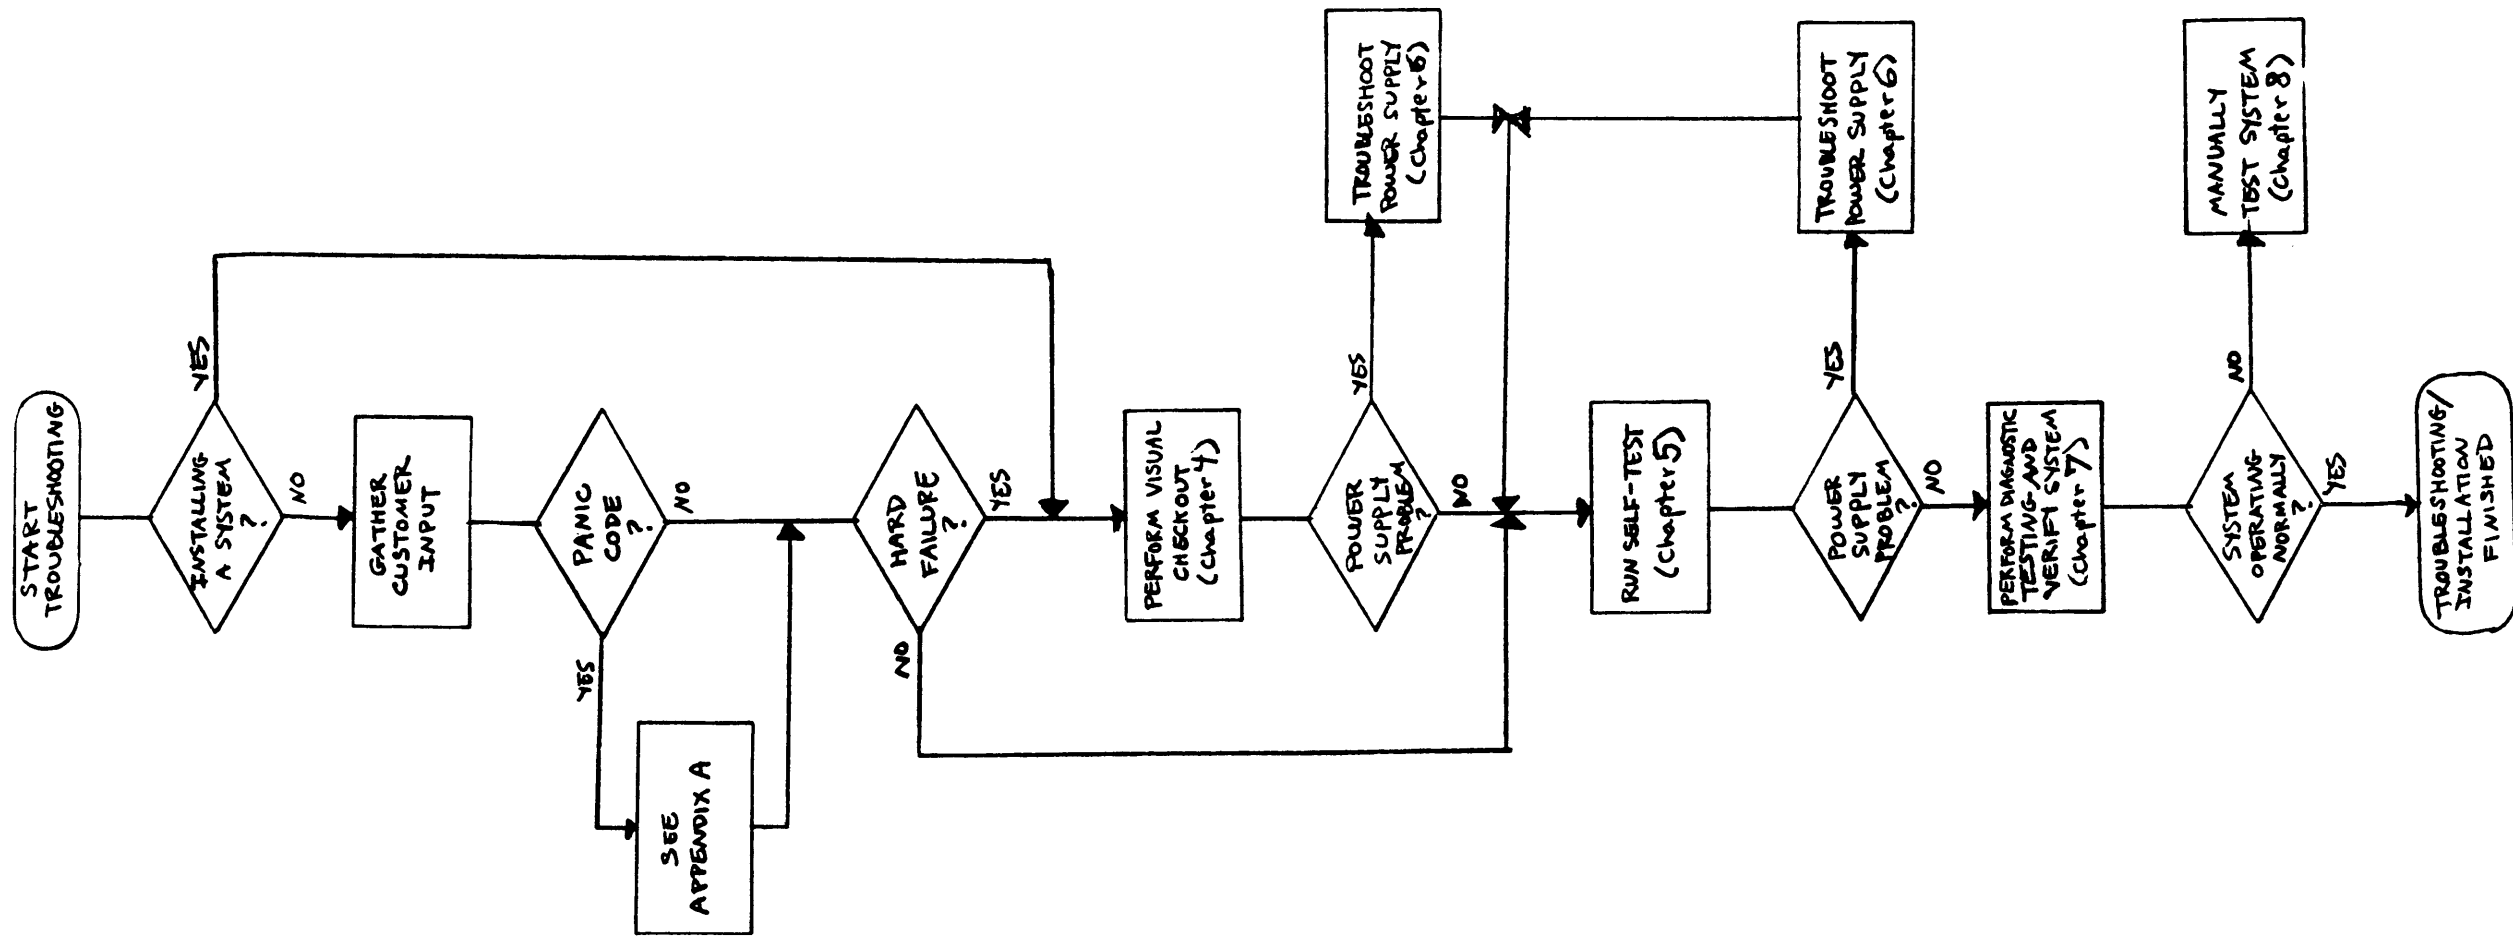 START
TROUBLESHOOTING
INSTALLING
A SYSTEM
?
YES
NO
GATHER
CUSTOMER
INPUT
PANIC
CODE
?
YES
NO
SEE
APPENDIX A
HARD
FAILURE
?
NO
YES
PERFORM VISUAL
CHECKOUT
(Chapter 4)
POWER
SUPPLY
PROBLEM
?
YES
NO
TROUBLESHOOT
POWER SUPPLY
(Chapter 6)
RUN SELF-TEST
(Chapter 5)
POWER
SUPPLY
PROBLEM
?
YES
NO
TROUBLESHOOT
POWER SUPPLY
(Chapter 6)
PERFORM DIAGNOSTIC
TESTING AND
VERIFY SYSTEM
(Chapter 7)
SYSTEM
OPERATING
NORMALLY
?
NO
YES
MANUALLY
TEST SYSTEM
(Chapter 8)
TROUBLESHOOTING/
INSTALLATION
FINISHED